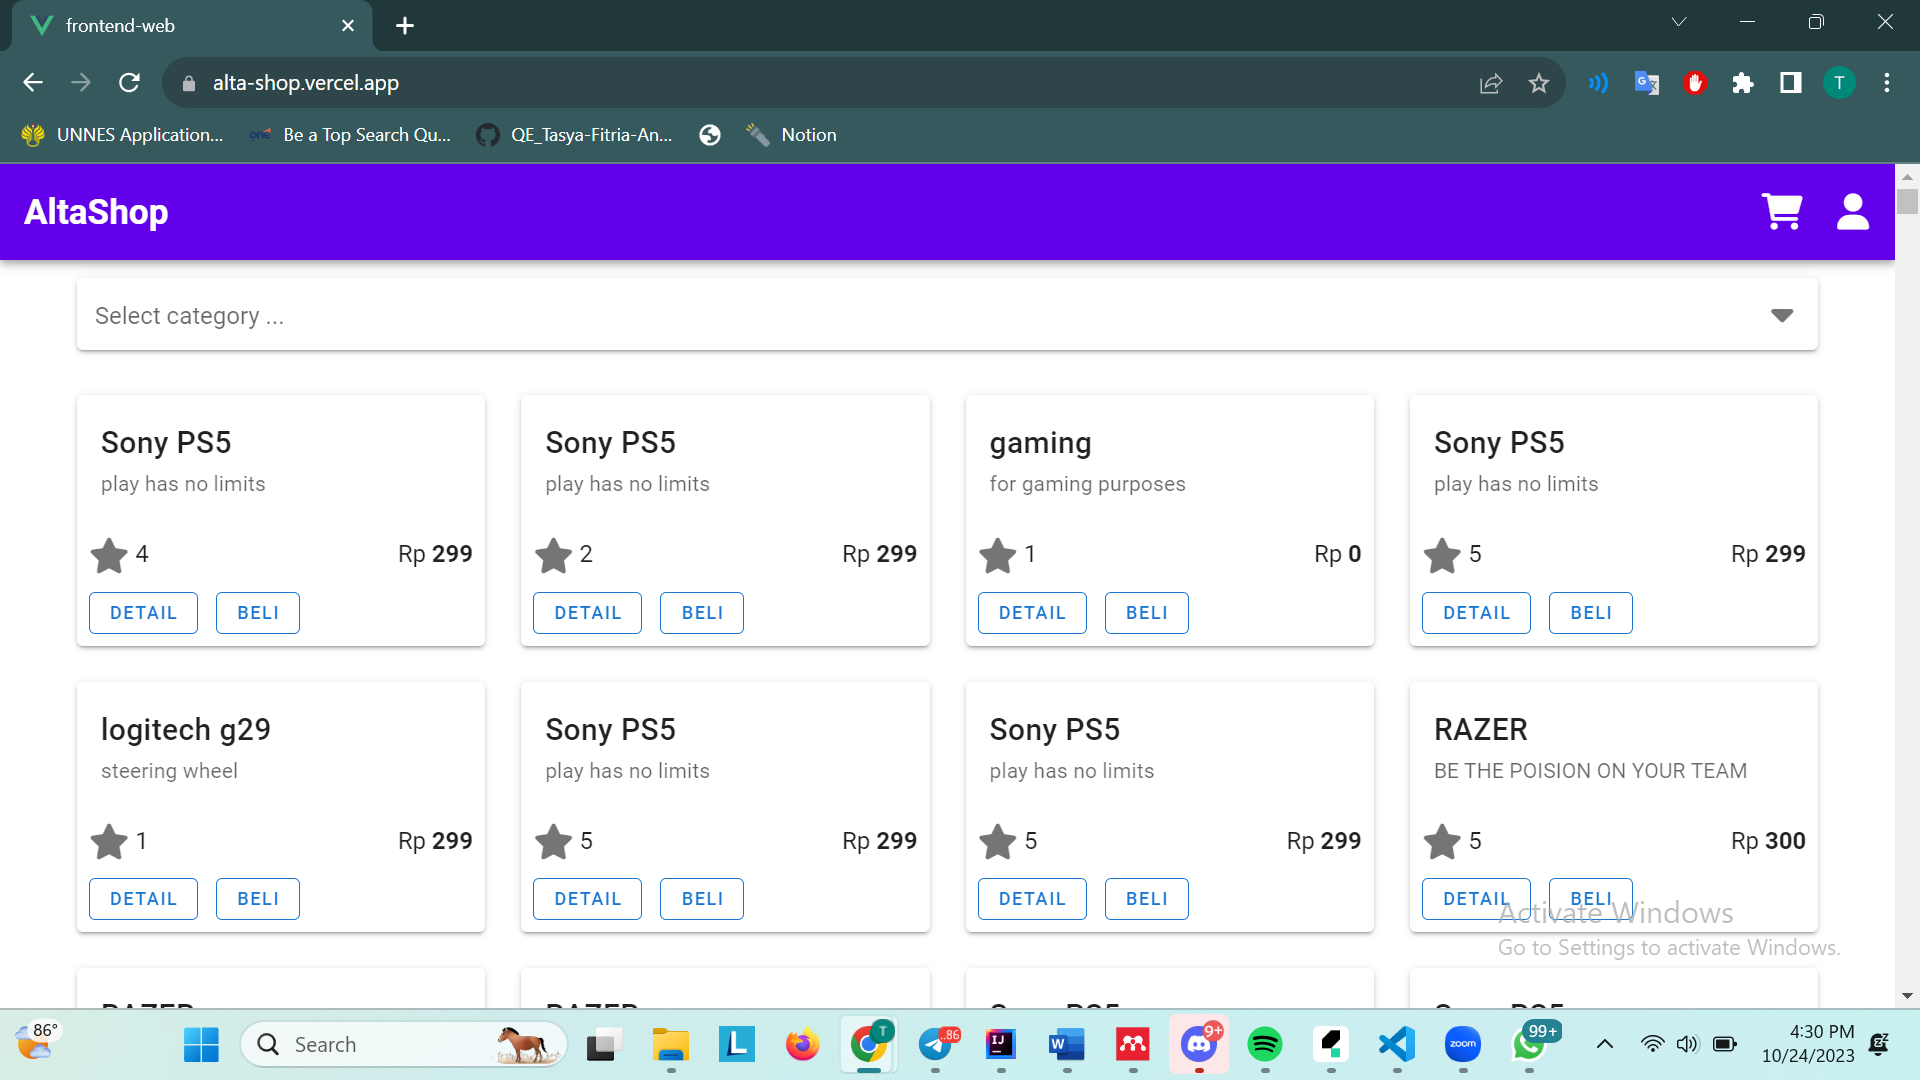 frontend-web
alta-shop.vercel.app
T
UNNES Application...
one Be a Top Search Qu...
QE_Tasya-Fitria-An...
Notion
AltaShop
Select category ...
Sony PS5
play has no limits
4 Rp 299
DETAIL BELI
Sony PS5
play has no limits
2 Rp 299
DETAIL BELI
gaming
for gaming purposes
1 Rp 0
DETAIL BELI
Sony PS5
play has no limits
5 Rp 299
DETAIL BELI
logitech g29
steering wheel
1 Rp 299
DETAIL BELI
Sony PS5
play has no limits
5 Rp 299
DETAIL BELI
Sony PS5
play has no limits
5 Rp 299
DETAIL BELI
RAZER
BE THE POISION ON YOUR TEAM
5 Rp 300
DETAIL BELI
Activate Windows
Go to Settings to activate Windows.
86°
Search
L
T
..86
IJ
W
9+
zoom
99+
4:30 PM
10/24/2023